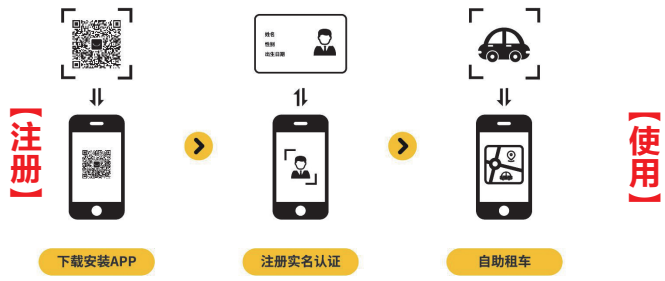 姓名
性别
出生日期
【注册】
【使用】
下载安装APP
注册实名认证
自助租车